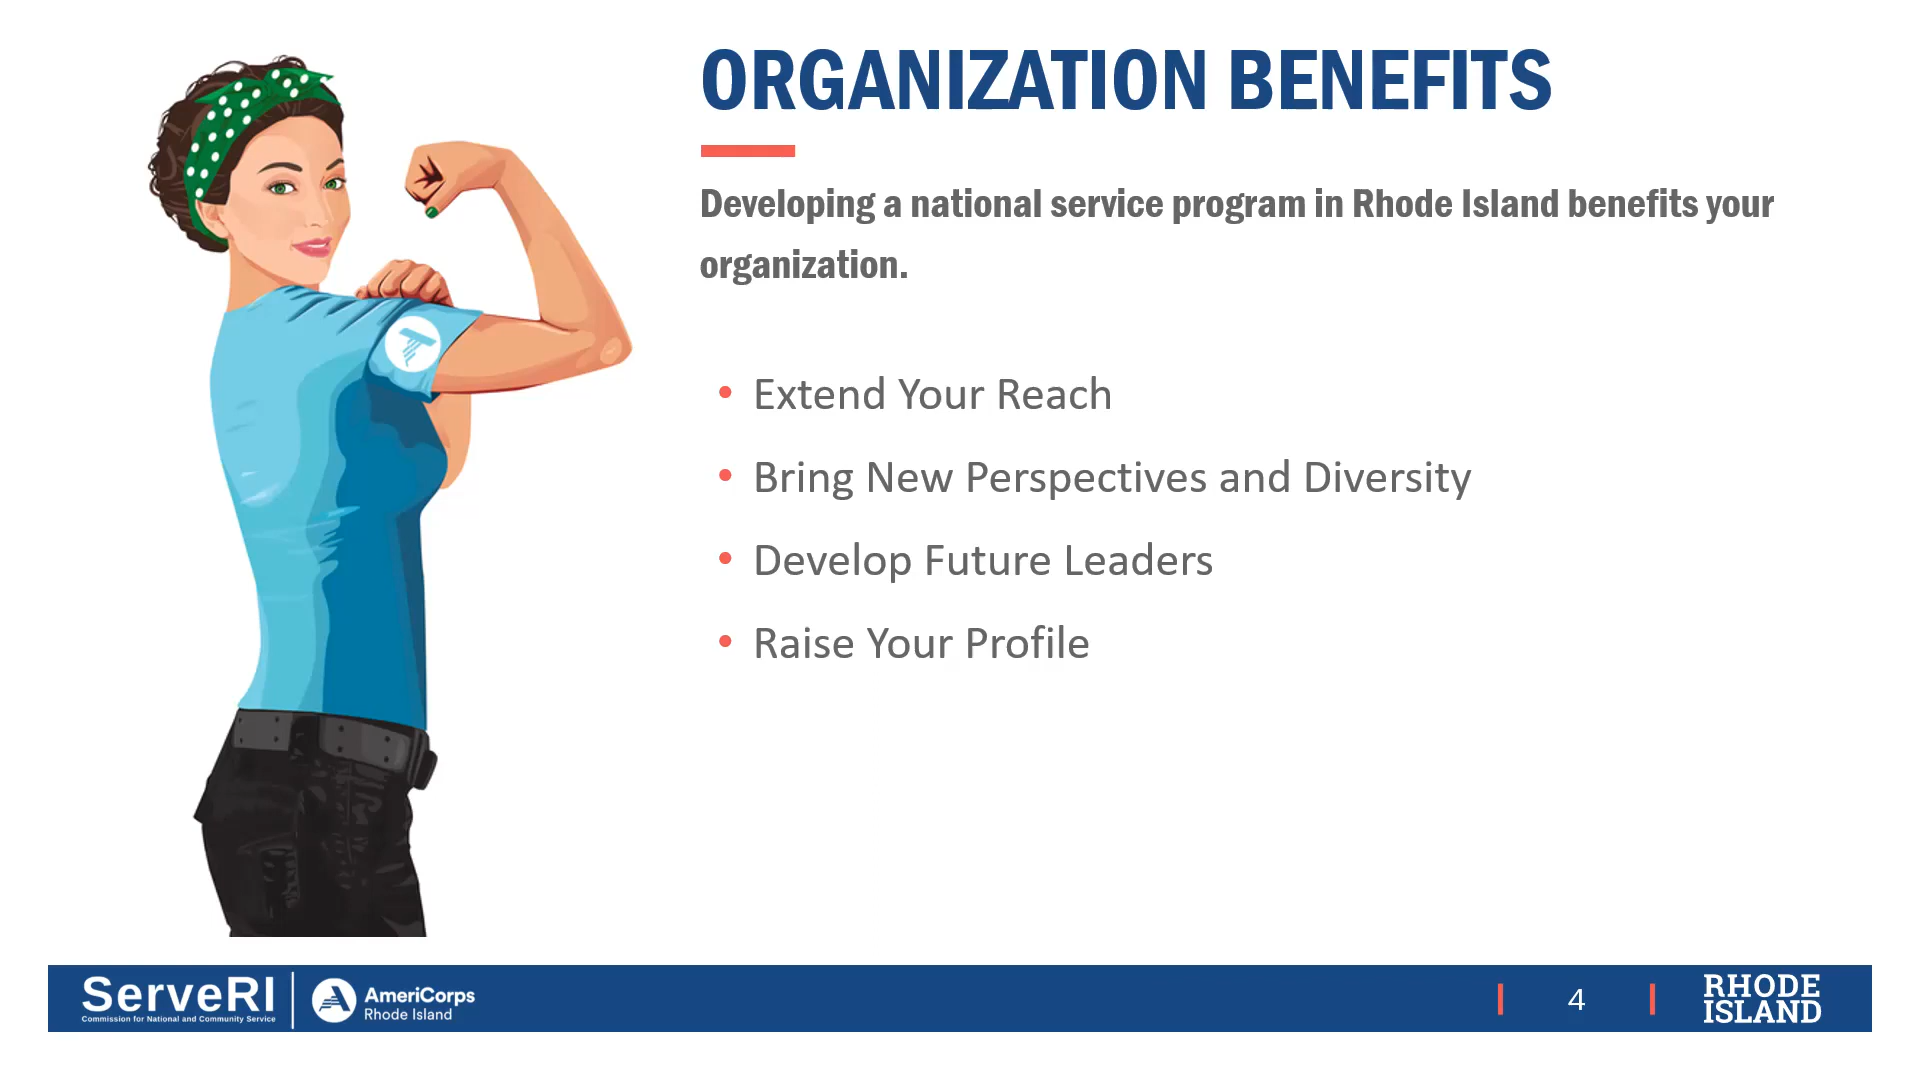 ORGANIZATION BENEFITS
Developing a national service program in Rhode Island benefits your
organization.
• Extend Your Reach
• Bring New Perspectives and Diversity
• Develop Future Leaders
• Raise Your Profile
ServeRI
Commission for National and Community Service
AmeriCorps
Rhode Island
4
RHODE
ISLAND